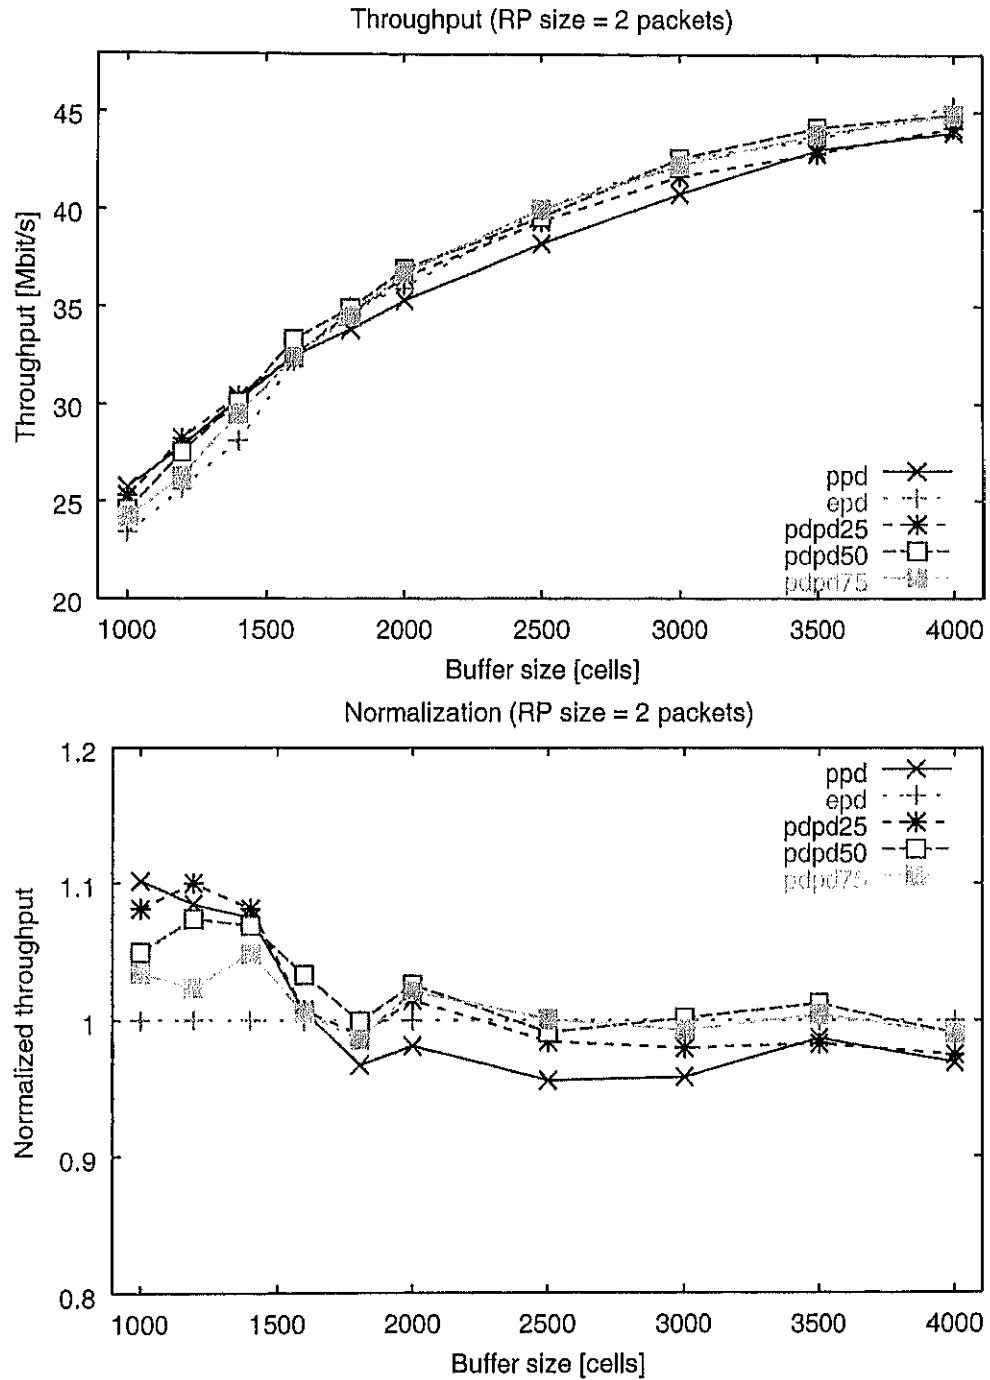 Throughput (RP size = 2 packets)
Throughput [Mbit/s]
45
40
35
30
25
20
ppd
epd
pdpd25
pdpd50
pdpd75
1000 1500 2000 2500 3000 3500 4000
Buffer size [cells]
Normalization (RP size = 2 packets)
Normalized throughput
1.2
1.1
1
0.9
0.8
ppd
epd
pdpd25
pdpd50
pdpd75
1000 1500 2000 2500 3000 3500 4000
Buffer size [cells]